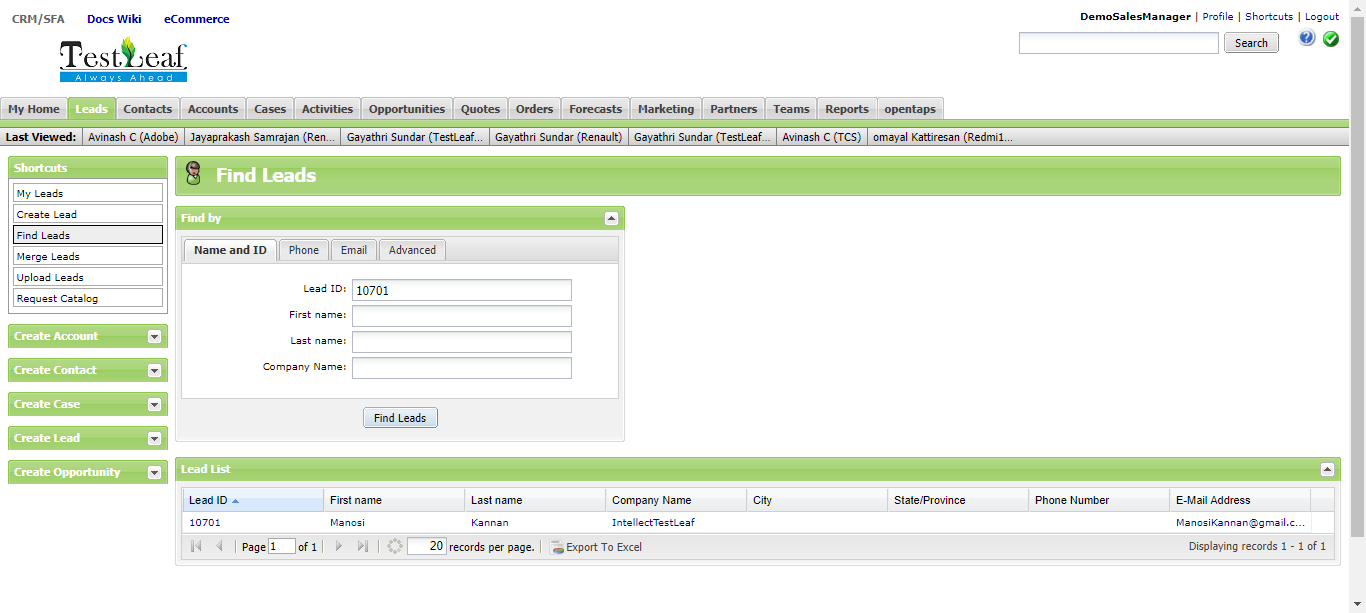 CRM/SFA Docs Wiki eCommerce
DemoSalesManager | Profile | Shortcuts | Logout
TestLeaf
Always Ahead
Search
My Home Leads Contacts Accounts Cases Activities Opportunities Quotes Orders Forecasts Marketing Partners Teams Reports opentaps
Last Viewed: Avinash C (Adobe) Jayaprakash Samrajan (Ren... Gayathri Sundar (TestLeaf... Gayathri Sundar (Renault) Gayathri Sundar (TestLeaf... Avinash C (TCS) omayal Kattiresan (Redmi1...
Shortcuts
My Leads
Create Lead
Find Leads
Merge Leads
Upload Leads
Request Catalog
Create Account
Create Contact
Create Case
Create Lead
Create Opportunity
Find Leads
Find by
Name and ID Phone Email Advanced
Lead ID: 10701
First name:
Last name:
Company Name:
Find Leads
Lead List
Lead ID First name Last name Company Name City State/Province Phone Number E-Mail Address
10701 Manosi Kannan IntellectTestLeaf ManosiKannan@gmail.c...
Page 1 of 1 20 records per page. Export To Excel Displaying records 1 - 1 of 1